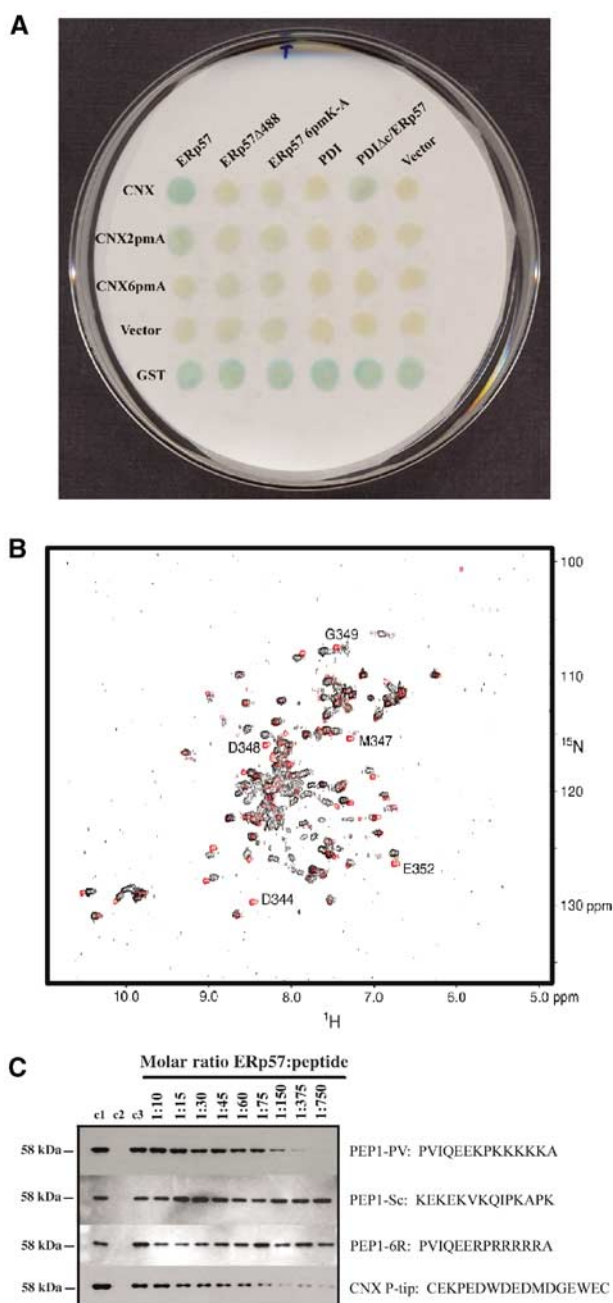 A
ERp57 ERp57Δ488 ERp57 6pmK-A PDI PDIΔc/ERp57 Vector
CNX
CNX2pmA
CNX6pmA
Vector
GST
B
100
G349
110
15N
D348 M347
120
E352
D344
130 ppm
10.0 9.0 8.0 7.0 6.0 5.0 ppm
1H
C
Molar ratio ERp57:peptide
c1 c2 c3 1:10 1:15 1:30 1:45 1:60 1:75 1:150 1:375 1:750
58 kDa PEP1-PV: PVIQEEKPKKKKKA
58 kDa PEP1-Sc: KEKEKVKQIPKAPK
58 kDa PEP1-6R: PVIQEERPRRRRRA
58 kDa CNX P-tip: CEKPEDWDEDMDGEWEC